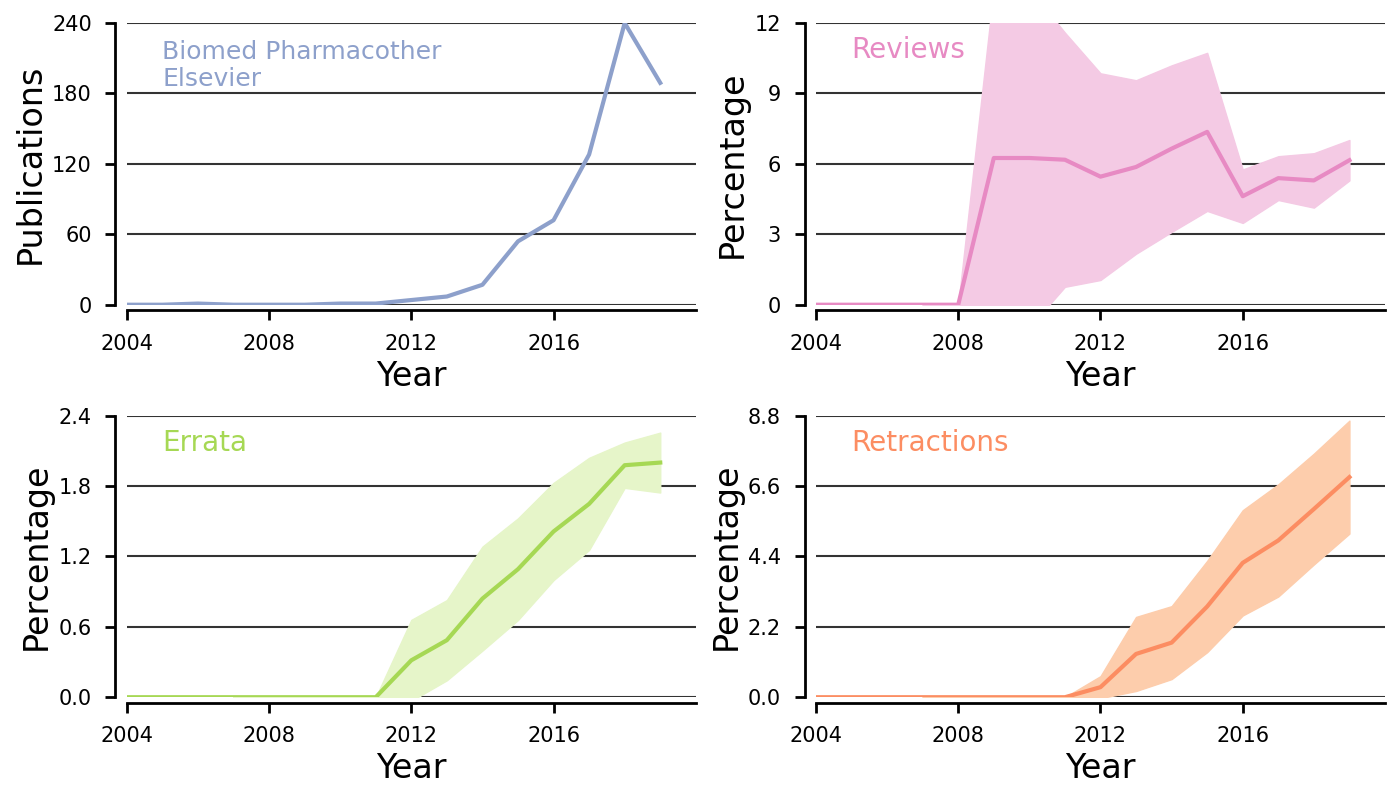 240
180
120
60
0
Publications
Biomed Pharmacother
Elsevier
2004 2008 2012 2016
Year
12
9
6
3
0
Percentage
Reviews
2004 2008 2012 2016
Year
2.4
1.8
1.2
0.6
0.0
Percentage
Errata
2004 2008 2012 2016
Year
8.8
6.6
4.4
2.2
0.0
Percentage
Retractions
2004 2008 2012 2016
Year